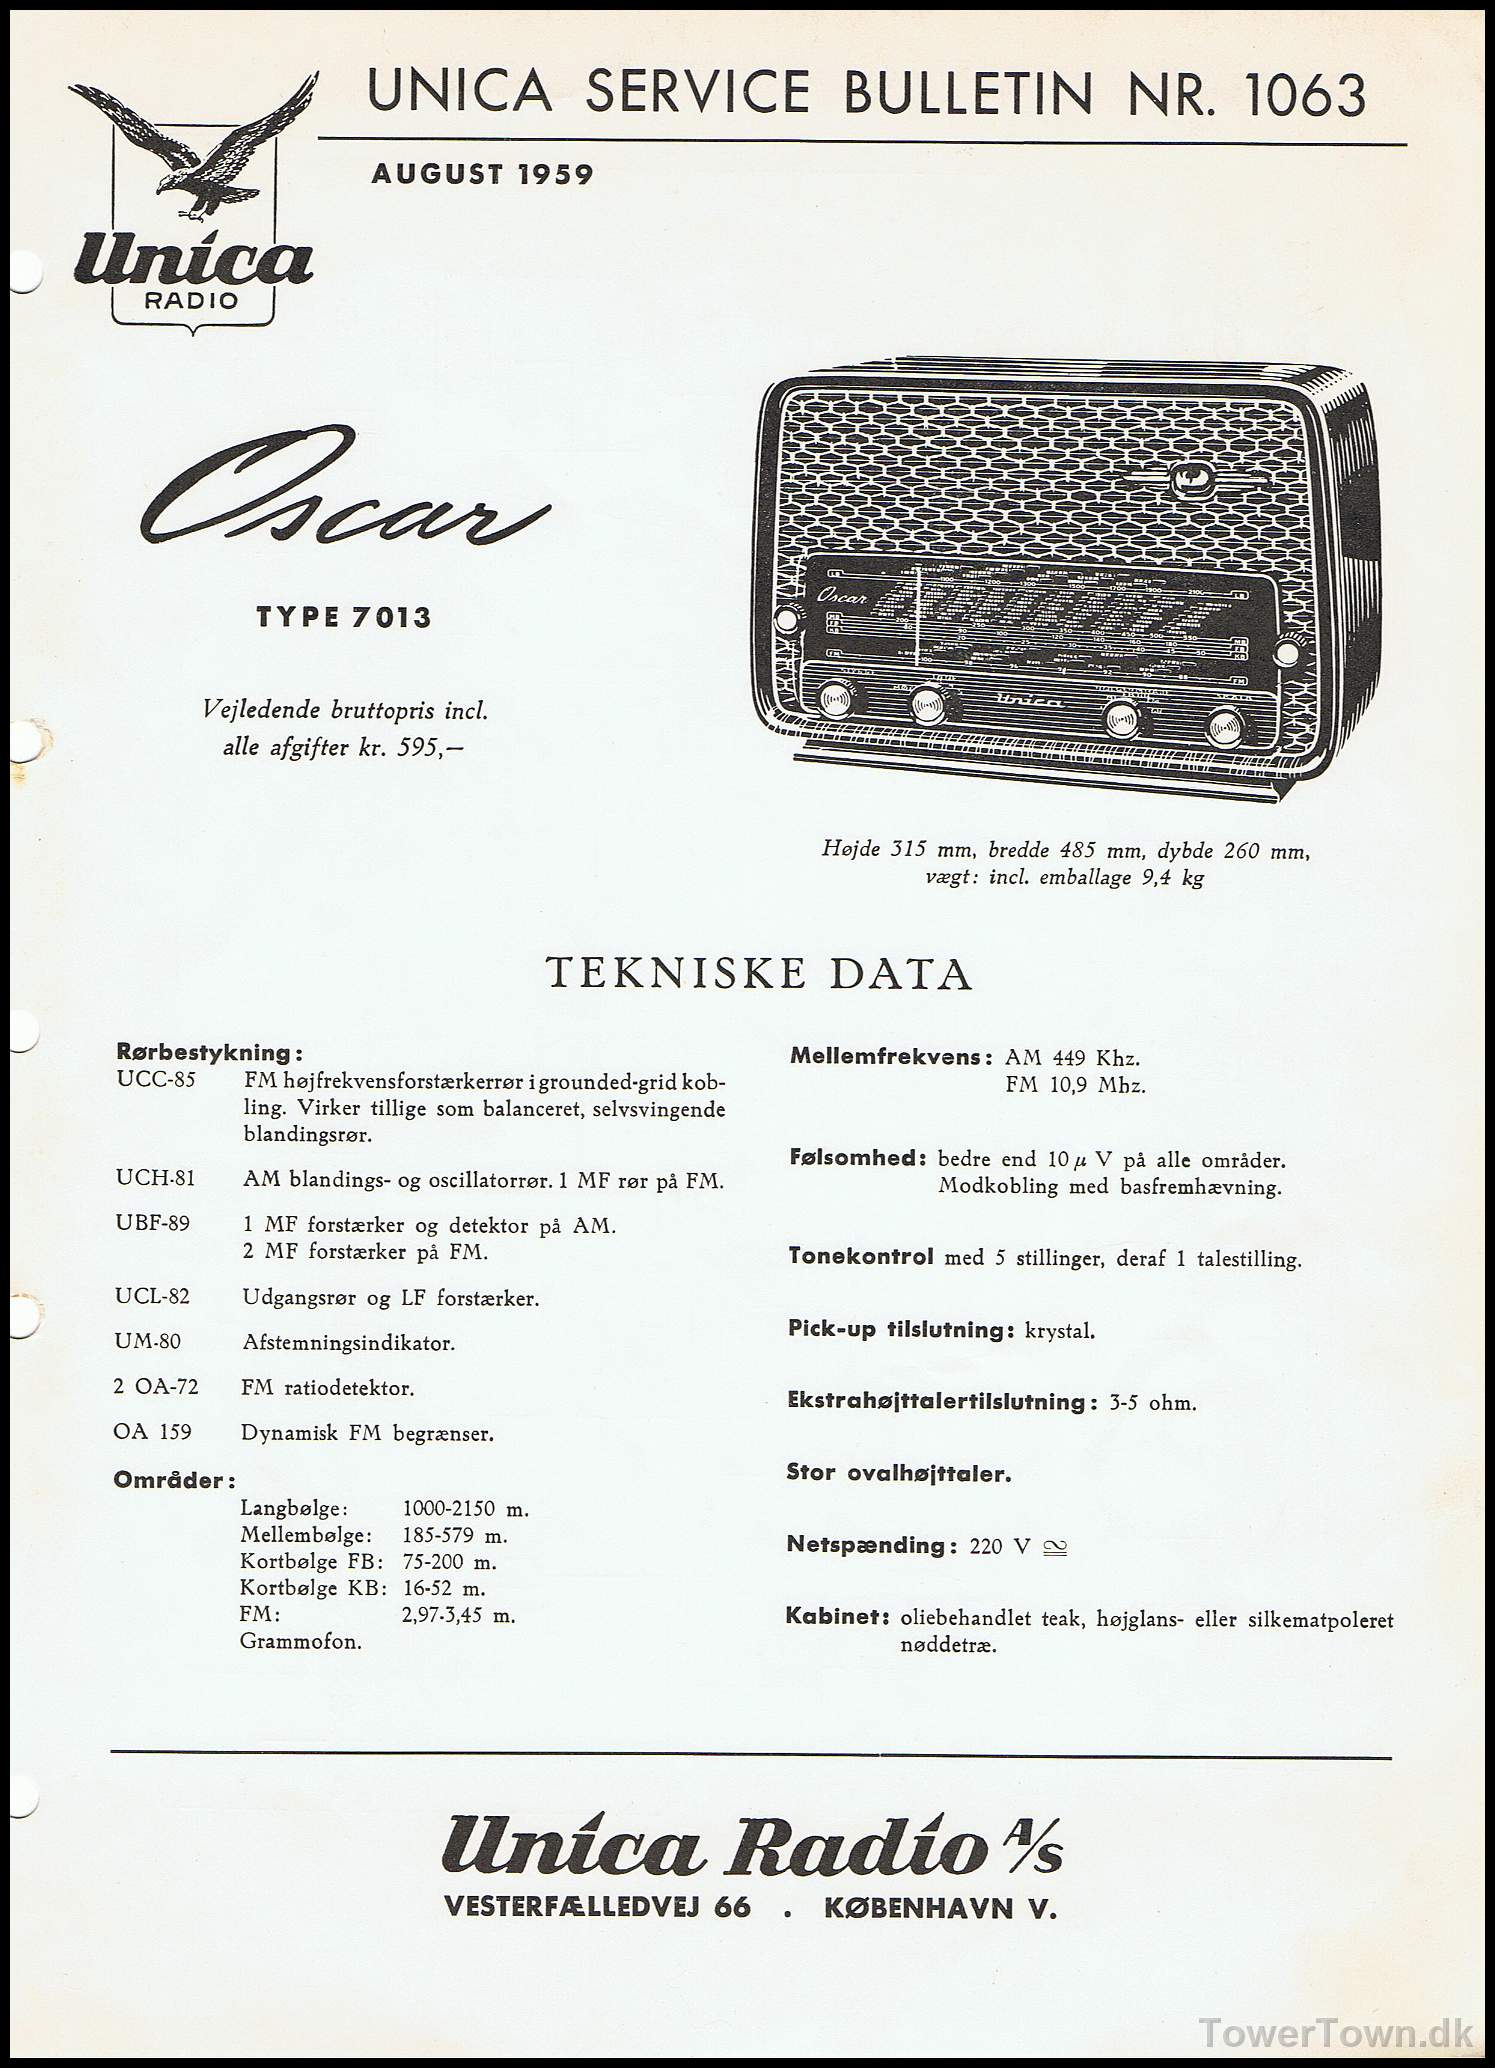 UNICA SERVICE BULLETIN NR. 1063
AUGUST 1959
Unica
RADIO
Oscar
TYPE 7013
Vejledende bruttopris incl.
alle afgifter kr. 595,—
Oscar
Unica
Højde 315 mm, bredde 485 mm, dybde 260 mm,
vægt: incl. emballage 9,4 kg
TEKNISKE DATA
Rørbestykning:
UCC-85 FM højfrekvensforstærkerrør i grounded-grid kob-
ling. Virker tillige som balanceret, selvsvingende
blandingsrør.
UCH-81 AM blandings- og oscillatorrør. 1 MF rør på FM.
UBF-89 1 MF forstærker og detektor på AM.
2 MF forstærker på FM.
UCL-82 Udgangsrør og LF forstærker.
UM-80 Afstemningsindikator.
2 OA-72 FM ratiodetektor.
OA 159 Dynamisk FM begrænser.
Områder:
Langbølge: 1000-2150 m.
Mellembølge: 185-579 m.
Kortbølge FB: 75-200 m.
Kortbølge KB: 16-52 m.
FM: 2,97-3,45 m.
Grammofon.
Mellemfrekvens: AM 449 Khz.
FM 10,9 Mhz.
Følsomhed: bedre end 10 µ V på alle områder.
Modkobling med basfremhævning.
Tonekontrol med 5 stillinger, deraf 1 talestilling.
Pick-up tilslutning: krystal.
Ekstrahøjttalertilslutning: 3-5 ohm.
Stor ovalhøjttaler.
Netspænding: 220 V ≅
Kabinet: oliebehandlet teak, højglans- eller silkematpoleret
nøddetræ.
Unica Radio A/S
VESTERFÆLLEDVEJ 66 . KØBENHAVN V.
TowerTown.dk